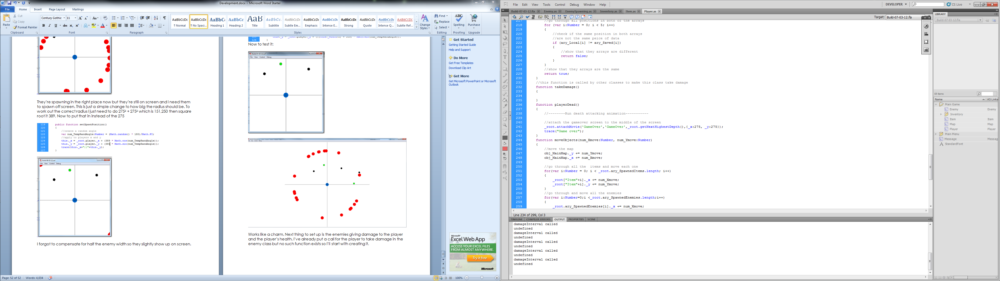 Development.docx - Microsoft Word Starter
File Home Insert Page Layout Mailings
Cut
Copy
Format Painter
Paste
Clipboard
Century Gothic 11
Font
Paragraph
AaBbCcDc AaBbCcDc AaBbC AaBbCc AaB AaBbCc. AaBbCcDc AaBbCcDc AaBbCcDc AaBbCcDc AaBbCcDc AaBbCcDc AABBCCDC
¶ Normal ¶ No Spaci... Heading 1 Heading 2 Title Subtitle Subtle Em... Emphasis Intense E... Strong Quote Intense Q... Subtle Ref...
Styles
Change Styles
Find
Replace
Select
Editing
Spelling
Proofing
Purchase
Upgrade
They're spawning in the right place now but they're still on screen and I need them
to spawn off screen. This is just a simple change to how big the radius should be. To
work out the correct radius I just need to do 275² + 275² which is 151,250 then square
root it 389. Now to put that in instead of the 275
119 public function setSpawnPosition()
120 {
121 //create a random angle
122 var num_TempRandAngle:Number = (Math.random() * 180)/Math.PI;
123 //apply to players x and y
124 this._x = _root.player._x + (389 * Math.cos(num_TempRandAngle));
125 this._y = _root.player._y + (389 * Math.sin(num_TempRandAngle));
126 trace(this._x+"||"+this._y);
127 }
Build-06-03-12.swf
File View Control Debug
I forgot to compensate for half the enemy width so they slightly show up on screen.
126 }
Now to test it:
Build-07-03-12.swf
File View Control Debug
Works like a charm. Next thing to set up is the enemies giving damage to the player
and the player's health. I've already put a call for the player to take damage in the
enemy class but no such function exists so I'll start with creating it.
Get Started
Getting Started Guide
Help and Support
Do More
Get Free Templates
Download Clip Art
Get More
Get Microsoft PowerPoint or Microsoft
Outlook
Microsoft
Excel Web App
ACCESS YOUR EXCEL FILES
FROM ALMOST ANYWHERE.
Try it free
Microsoft
Page: 52 of 52 Words: 4,034
100%
Fl File Edit View Tools Control Debug Window Help
DEVELOPER
CS Live
Build-07-03-12.fla Enemy.as EnemySpawning.as Inventory.as Item.as Player.as
Target: Build-07-03-12.fla
217 //go through all positions in both of the arrays
218 for (var i:Number = 0; i < 5; i++)
219 {
220 //check if the same position in both arrays
221 //are not the same peice of data
222 if (ary_Local[i] != ary_Saved[i])
223 {
224 //show that they arrays are different
225 return false;
226 }
227 }
228 //show that they arrays are the same
229 return true;
230 }
231 //this function is called by other classes to make this class take damage
232 function takeDamage()
233 {
234
235 }
236 function playerDead()
237 {
238 //--------Run death attacking animation-----------
239
240 //attach the gameover screen to the middle of the screen
241 _root.attachMovie('GameOver','GameOver',_root.getNextHighestDepth(),{_x:275, _y:275});
242 trace("Game over");
243 }
244 function moveObjects(num_Xmove:Number, num_Ymove:Number)
245 {
246 //move the map
247 obj_MainMap._y += num_Ymove;
248 obj_MainMap._x += num_Xmove;
249
250 //go through all the items and move each one
251 for(var i:Number = 0; i < _root.ary_SpawnedItems.length; i++)
252 {
253 _root["Item"+i]._x += num_Xmove;
254 _root["Item"+i]._y += num_Ymove;
255 }
256 //go through and move all the enemies
257 for(var i:Number=0;i <_root.ary_SpawnedEnemies.length;i++)
258 {
259 _root.ary_SpawnedEnemies[i]._x += num_Xmove;
Line 234 of 299, Col 3
TIMELINE COMPILER ERRORS OUTPUT PROPERTIES SCENE
damageInterval called
undefined
damageInterval called
undefined
damageInterval called
undefined
damageInterval called
undefined
damageInterval called
undefined
LIBRARY
Build-07-03-12.fla
69 items
Name AS Linka
Main Game
Enemy Enemy
Inventory
Item Item
Map Map
Player Player
Main Menu
Message Message
StandardFont